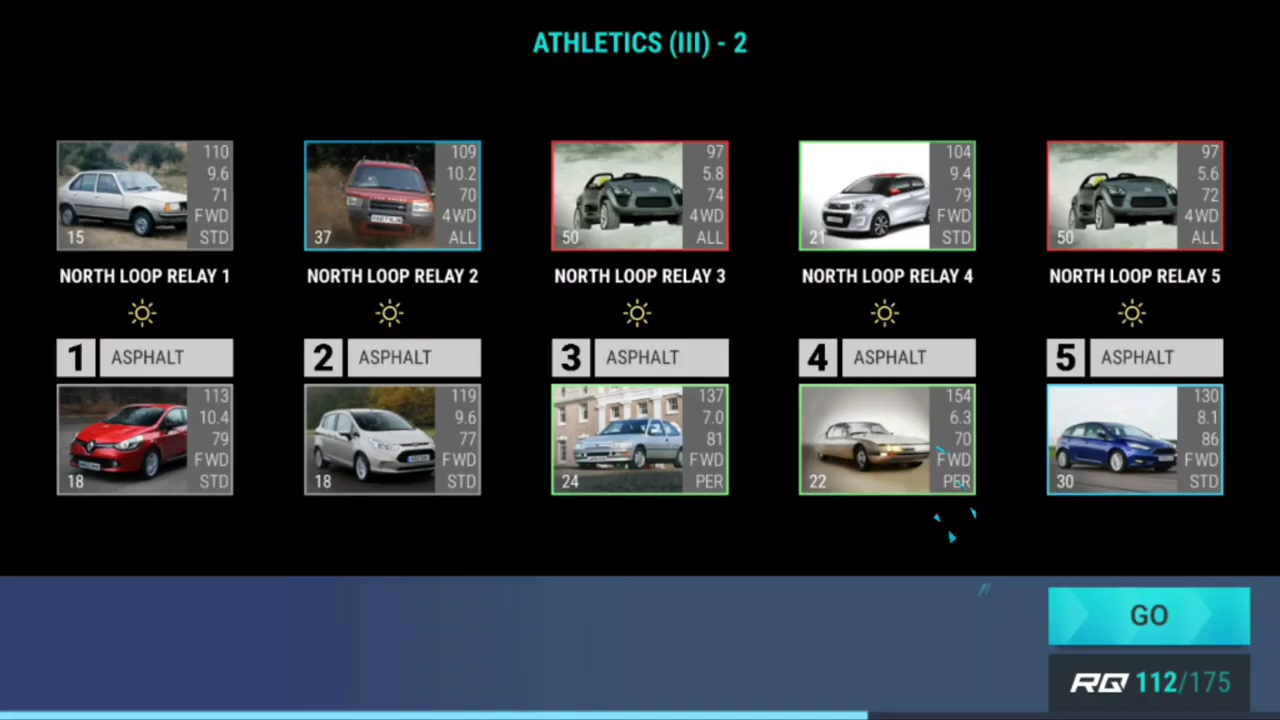 ATHLETICS (III) - 2
110
9.6
71
FWD
STD
15
109
10.2
70
4WD
ALL
37
97
5.8
74
4WD
ALL
50
104
9.4
79
FWD
STD
21
97
5.6
72
4WD
ALL
50
NORTH LOOP RELAY 1
NORTH LOOP RELAY 2
NORTH LOOP RELAY 3
NORTH LOOP RELAY 4
NORTH LOOP RELAY 5
1 ASPHALT
2 ASPHALT
3 ASPHALT
4 ASPHALT
5 ASPHALT
113
10.4
79
FWD
STD
18
119
9.6
77
FWD
STD
18
137
7.0
81
FWD
PER
24
154
6.3
70
FWD
PER
22
130
8.1
86
FWD
STD
30
GO
RQ 112/175